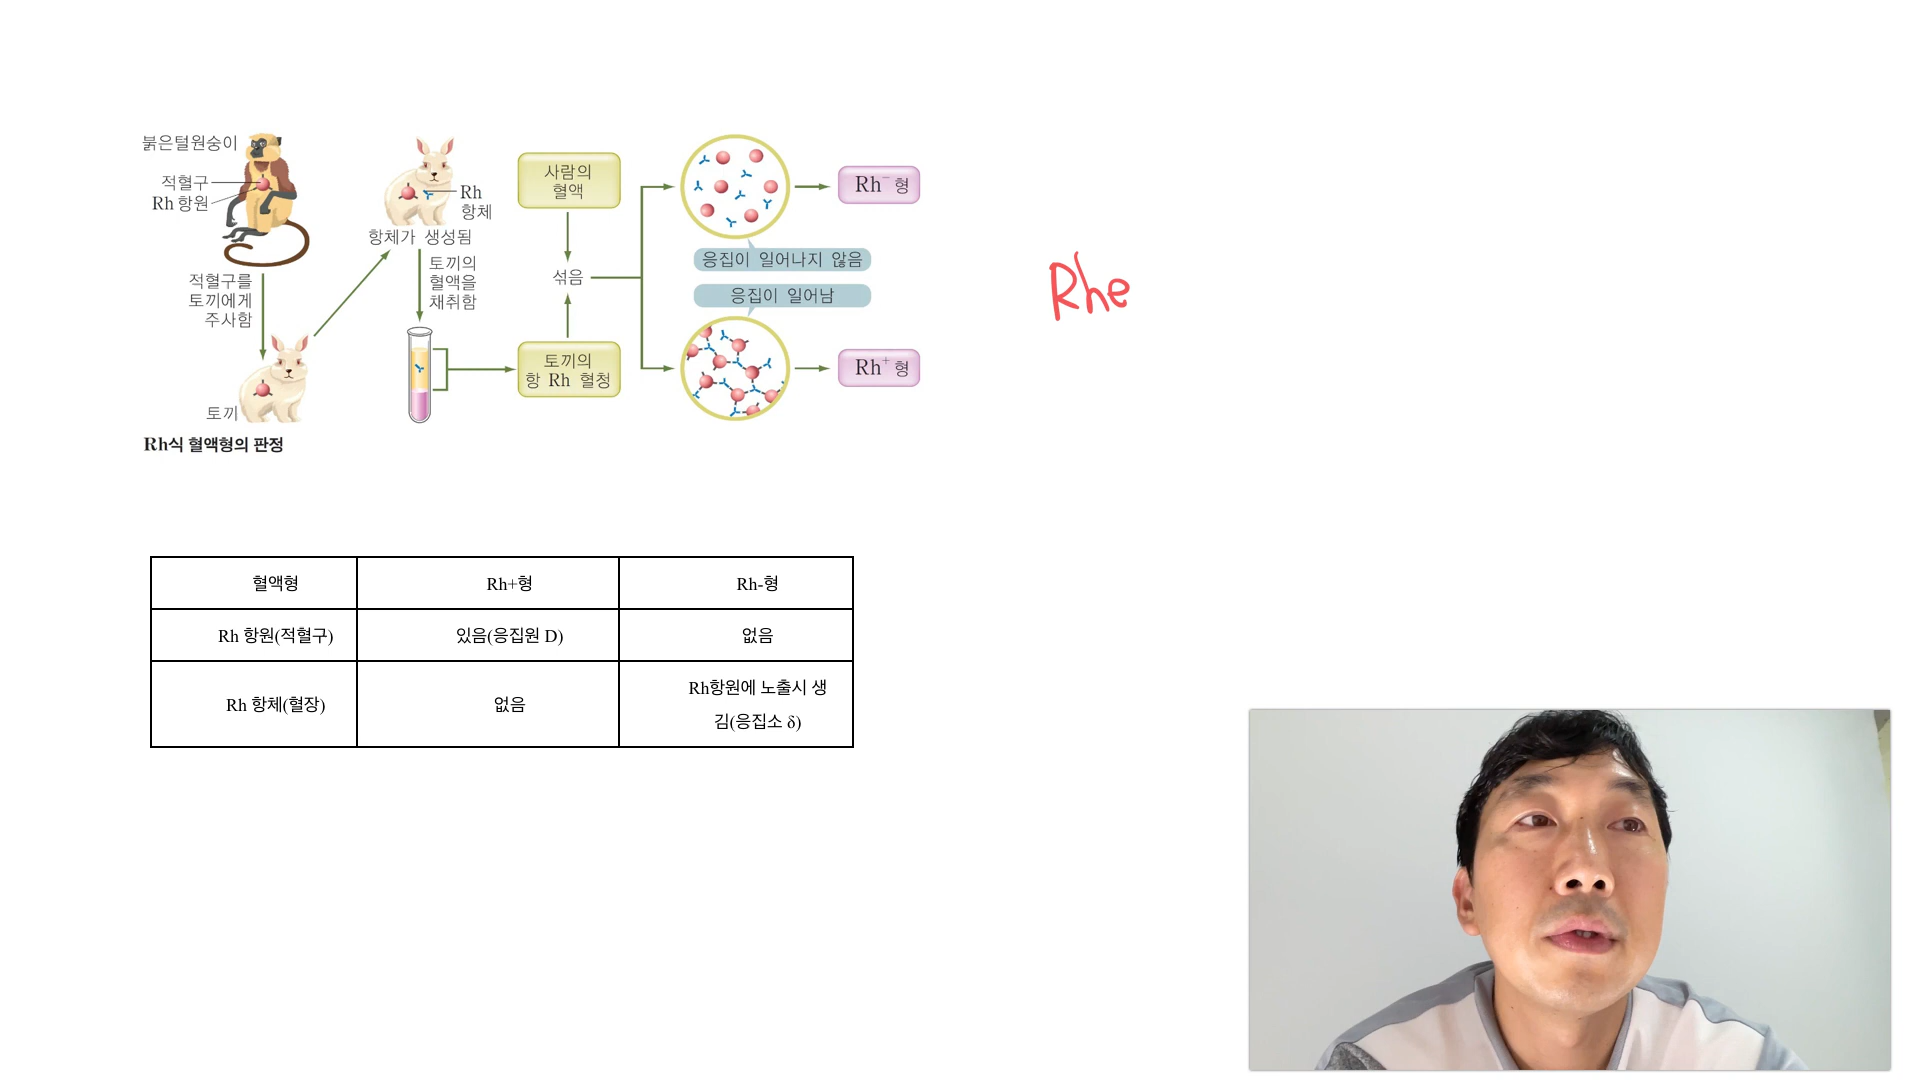 붉은털원숭이
적혈구
Rh 항원
적혈구를
토끼에게
주사함
토끼
Rh
항체
항체가 생성됨
토끼의
혈액을
채취함
사람의
혈액
섞음
토끼의
항 Rh 혈청
응집이 일어나지 않음
응집이 일어남
Rh⁻형
Rh⁺형
Rh식 혈액형의 판정
Rhe
혈액형 Rh+형 Rh-형
Rh 항원(적혈구) 있음(응집원 D) 없음
Rh 항체(혈장) 없음 Rh항원에 노출시 생
김(응집소 δ)